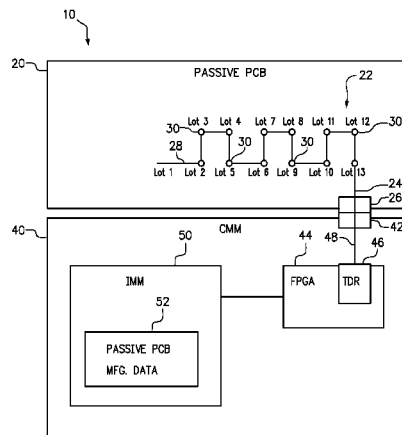 10
20
PASSIVE PCB
22
Lot 3 Lot 4 Lot 7 Lot 8 Lot 11 Lot 12
30 30
28 30 30
Lot 1 Lot 2 Lot 5 Lot 6 Lot 9 Lot 10 Lot 13
24
26
40 CMM 42
50 44 48 46
IMM FPGA TDR
52
PASSIVE PCB
MFG. DATA